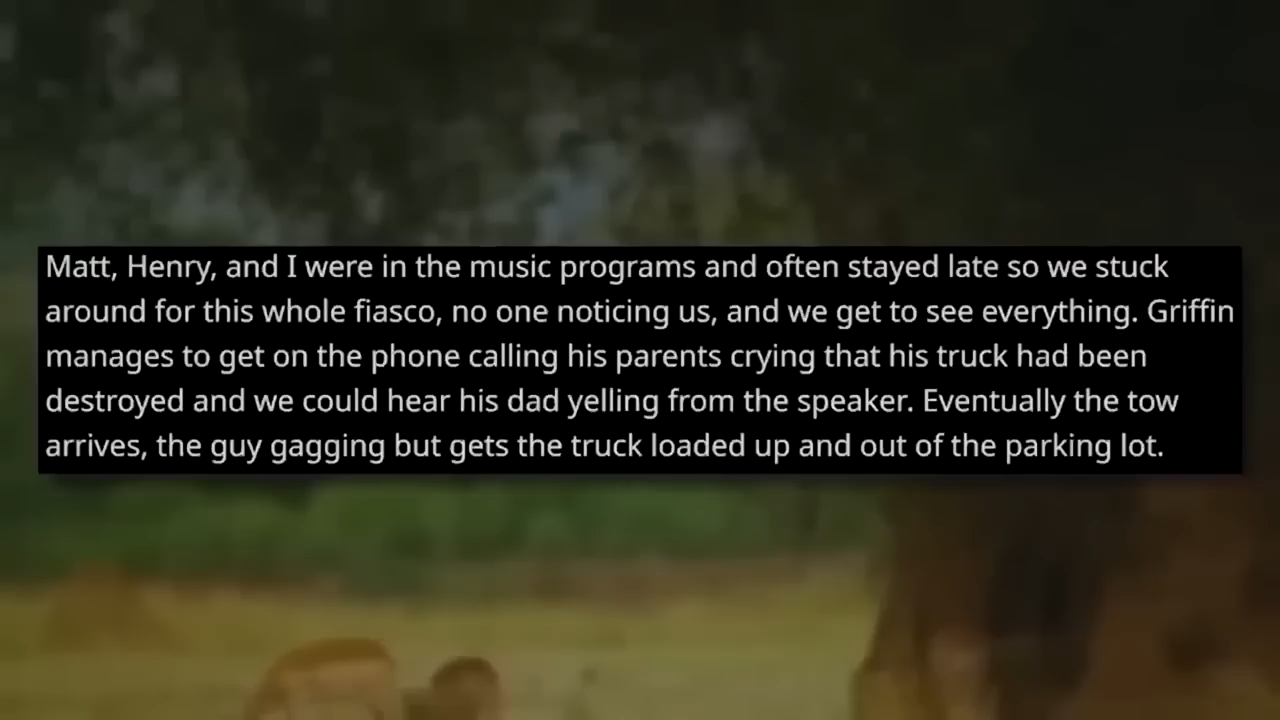 Matt, Henry, and I were in the music programs and often stayed late so we stuck
around for this whole fiasco, no one noticing us, and we get to see everything. Griffin
manages to get on the phone calling his parents crying that his truck had been
destroyed and we could hear his dad yelling from the speaker. Eventually the tow
arrives, the guy gagging but gets the truck loaded up and out of the parking lot.